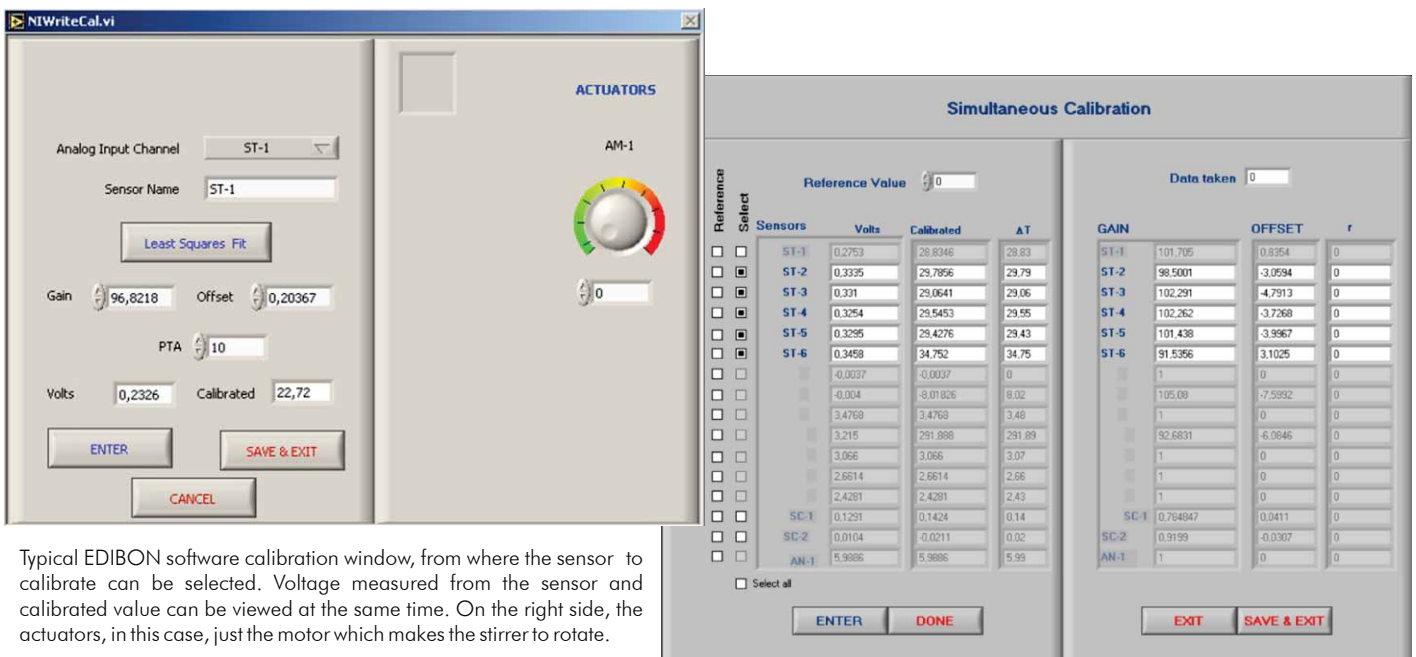 NIWriteCal.vi
ACTUATORS
Analog Input Channel ST-1
AM-1
Sensor Name ST-1
Least Squares Fit
Gain 96,8218 Offset 0,20367
0
PTA 10
Volts 0,2326 Calibrated 22,72
ENTER SAVE & EXIT
CANCEL
Typical EDIBON software calibration window, from where the sensor to
calibrate can be selected. Voltage measured from the sensor and
calibrated value can be viewed at the same time. On the right side, the
actuators, in this case, just the motor which makes the stirrer to rotate.
Simultaneous Calibration
Reference Value 0
Data taken 0
Reference Select Sensors Volts Calibrated ΔT GAIN OFFSET r
ST-1 0,2753 28,8346 28,83 ST-1 101,705 0,8354 0
ST-2 0,3335 29,7856 29,79 ST-2 98,5001 -3,0594 0
ST-3 0,331 29,0641 29,06 ST-3 102,291 -4,7913 0
ST-4 0,3254 29,5453 29,55 ST-4 102,262 -3,7268 0
ST-5 0,3295 29,4276 29,43 ST-5 101,438 -3,9967 0
ST-6 0,3458 34,752 34,75 ST-6 91,5356 3,1025 0
-0,0037 -0,0037 0 1 0 0
-0,004 -8,01826 8,02 105,08 -7,5992 0
3,4768 3,4768 3,48 1 0 0
3,215 291,888 291,89 92,6831 -6,0846 0
3,066 3,066 3,07 1 0 0
2,6614 2,6614 2,66 1 0 0
2,4281 2,4281 2,43 1 0 0
SC-1 0,1291 0,1424 0,14 SC-1 0,784847 0,0411 0
SC-2 0,0104 -0,0211 0,02 SC-2 0,9199 -0,0307 0
AN-1 5,9886 5,9886 5,99 AN-1 1 0 0
Select all
ENTER DONE EXIT SAVE & EXIT